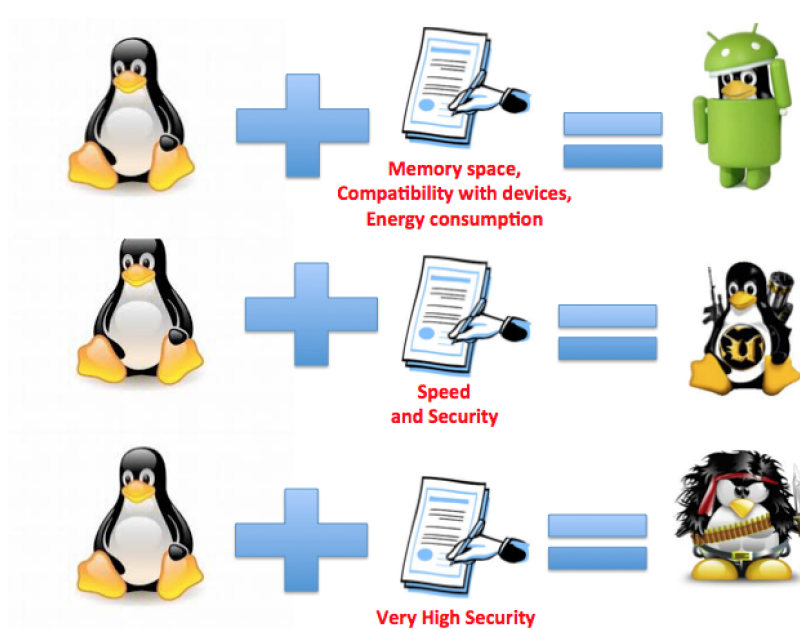 Memory space,
Compatibility with devices,
Energy consumption
Speed
and Security
Very High Security